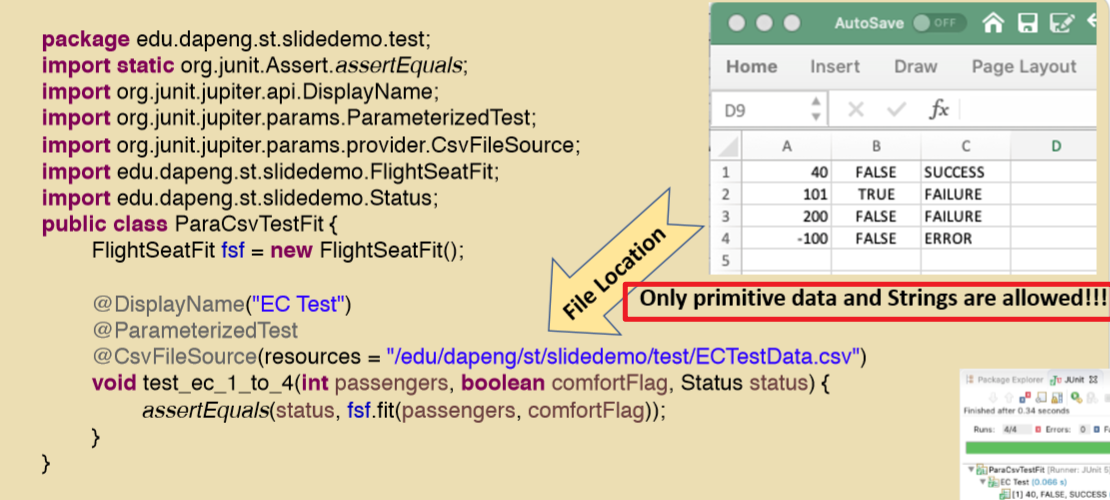 package edu.dapeng.st.slidedemo.test;
import static org.junit.Assert.assertEquals;
import org.junit.jupiter.api.DisplayName;
import org.junit.jupiter.params.ParameterizedTest;
import org.junit.jupiter.params.provider.CsvFileSource;
import edu.dapeng.st.slidedemo.FlightSeatFit;
import edu.dapeng.st.slidedemo.Status;
public class ParaCsvTestFit {
FlightSeatFit fsf = new FlightSeatFit();
@DisplayName("EC Test")
@ParameterizedTest
@CsvFileSource(resources = "/edu/dapeng/st/slidedemo/test/ECTestData.csv")
void test_ec_1_to_4(int passengers, boolean comfortFlag, Status status) {
assertEquals(status, fsf.fit(passengers, comfortFlag));
}
}
File Location
AutoSave OFF
Home Insert Draw Page Layout
D9 fx
A B C D
1 40 FALSE SUCCESS
2 101 TRUE FAILURE
3 200 FALSE FAILURE
4 -100 FALSE ERROR
5
Only primitive data and Strings are allowed!!!
Package Explorer JUnit
Finished after 0.34 seconds
Runs: 4/4 Errors: 0
ParaCsvTestFit [Runner: JUnit 5]
EC Test (0.066 s)
[1] 40, FALSE, SUCCESS